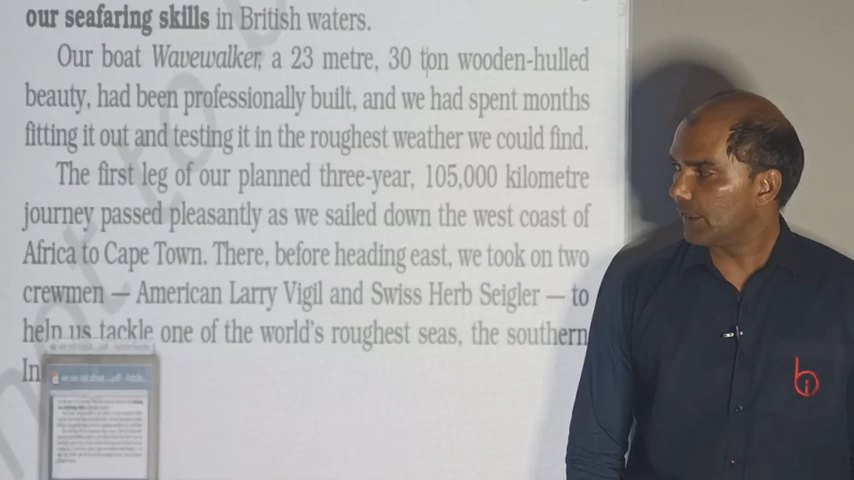 our seafaring skills in British waters.
Our boat Wavewalker, a 23 metre, 30 ton wooden-hulled
beauty, had been professionally built, and we had spent months
fitting it out and testing it in the roughest weather we could find.
The first leg of our planned three-year, 105,000 kilometre
journey passed pleasantly as we sailed down the west coast of
Africa to Cape Town. There, before heading east, we took on two
crewmen — American Larry Vigil and Swiss Herb Seigler — to
help us tackle one of the world's roughest seas, the southern
In
not to b
bi